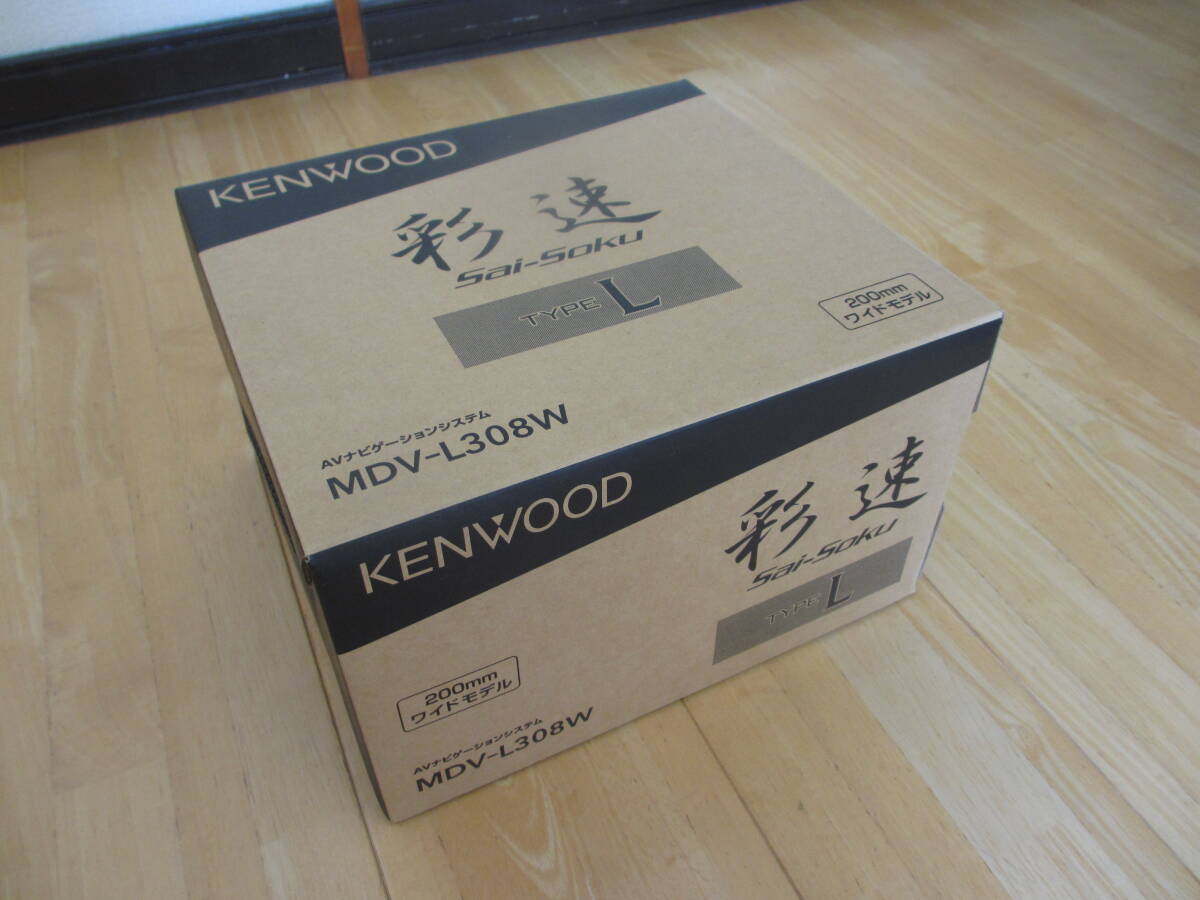 KENWOOD
彩速
Sai-Soku
TYPE L
200mm
ワイドモデル
AVナビゲーションシステム
MDV-L308W
KENWOOD
彩速
Sai-Soku
TYPE L
200mm
ワイドモデル
AVナビゲーションシステム
MDV-L308W